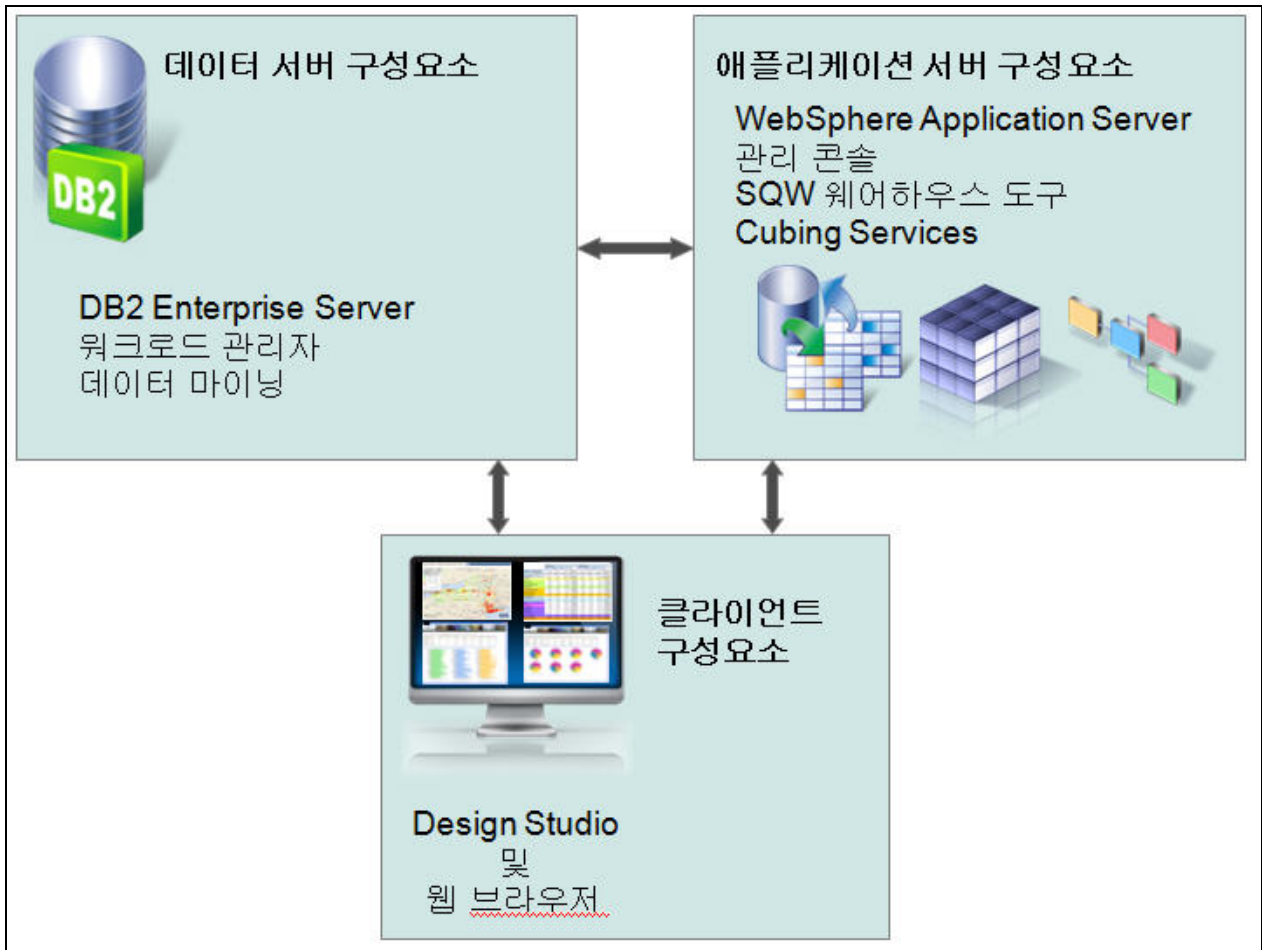 데이터 서버 구성요소
DB2
DB2 Enterprise Server
워크로드 관리자
데이터 마이닝
애플리케이션 서버 구성요소
WebSphere Application Server
관리 콘솔
SQW 웨어하우스 도구
Cubing Services
클라이언트
구성요소
Design Studio
및
웹 브라우저